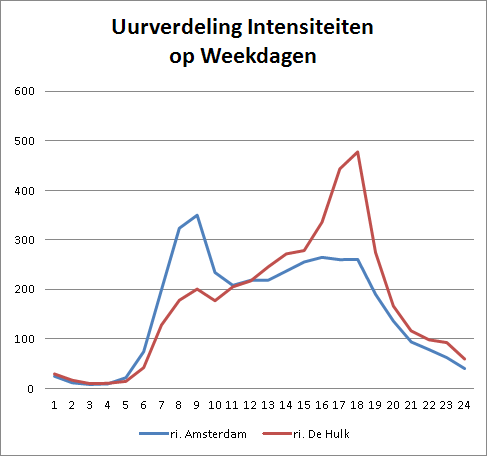 Uurverdeling Intensiteiten
op Weekdagen
600
500
400
300
200
100
0
1 2 3 4 5 6 7 8 9 10 11 12 13 14 15 16 17 18 19 20 21 22 23 24
ri. Amsterdam ri. De Hulk